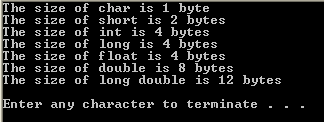 The size of char is 1 byte
The size of short is 2 bytes
The size of int is 4 bytes
The size of long is 4 bytes
The size of float is 4 bytes
The size of double is 8 bytes
The size of long double is 12 bytes
Enter any character to terminate . . .